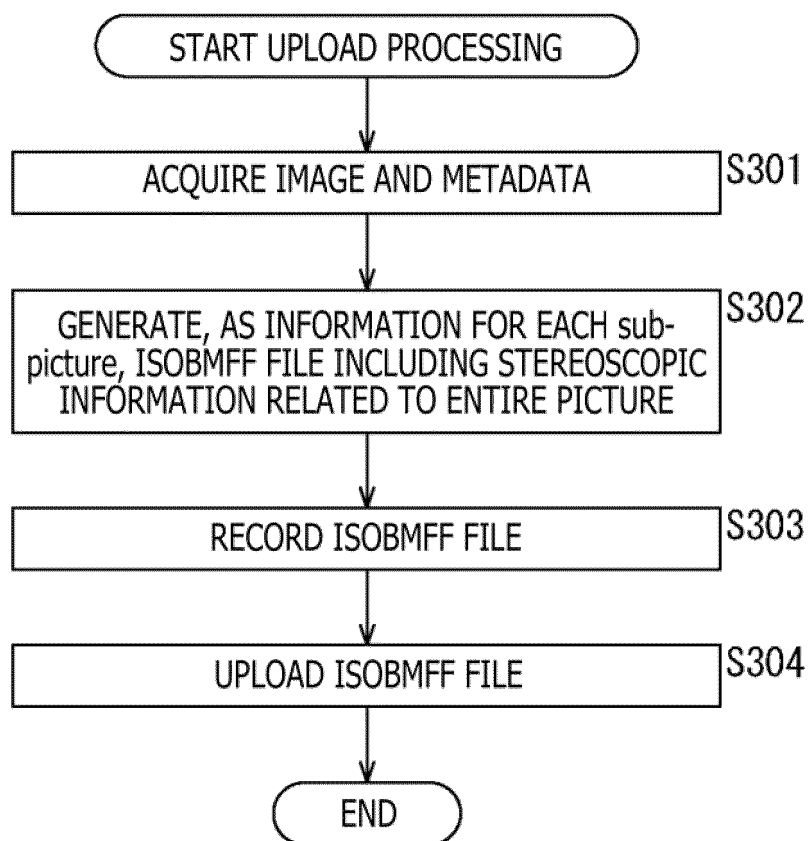 START UPLOAD PROCESSING
ACQUIRE IMAGE AND METADATA
S301
GENERATE, AS INFORMATION FOR EACH sub-
picture, ISOBMFF FILE INCLUDING STEREOSCOPIC
INFORMATION RELATED TO ENTIRE PICTURE
S302
RECORD ISOBMFF FILE
S303
UPLOAD ISOBMFF FILE
S304
END